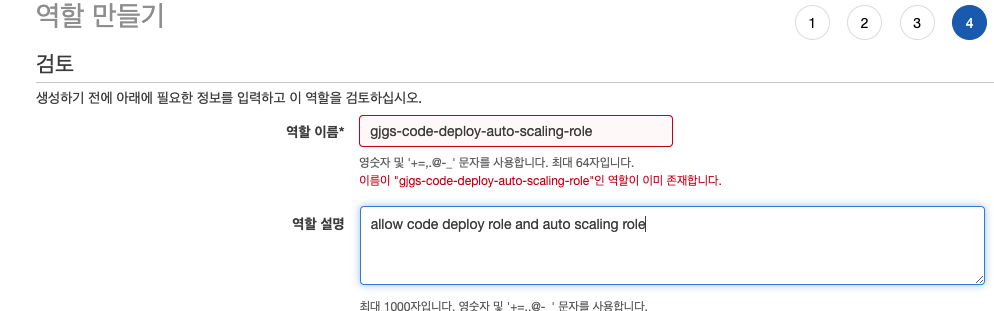 역할 만들기
1 2 3 4
검토
생성하기 전에 아래에 필요한 정보를 입력하고 이 역할을 검토하십시오.
역할 이름* gjgs-code-deploy-auto-scaling-role
영숫자 및 '+=,.@-_' 문자를 사용합니다. 최대 64자입니다.
이름이 "gjgs-code-deploy-auto-scaling-role"인 역할이 이미 존재합니다.
역할 설명 allow code deploy role and auto scaling role
최대 1000자입니다. 영숫자 및 '+=,.@-_' 문자를 사용합니다.